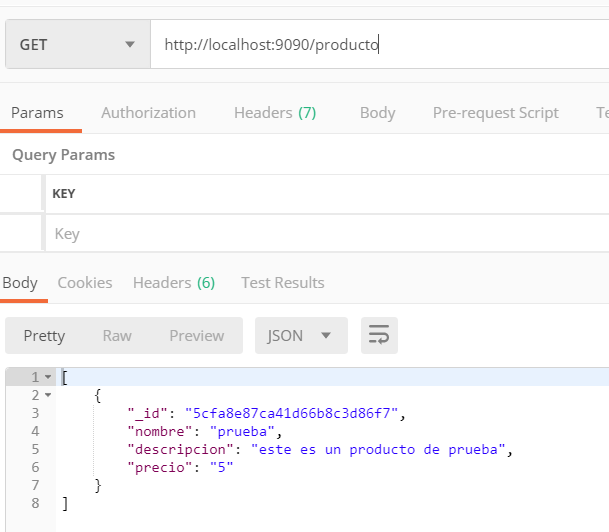 GET http://localhost:9090/producto
Params Authorization Headers (7) Body Pre-request Script Te
Query Params
KEY
Key
Body Cookies Headers (6) Test Results
Pretty Raw Preview JSON
1 [
2 {
3 "_id": "5cfa8e87ca41d66b8c3d86f7",
4 "nombre": "prueba",
5 "descripcion": "este es un producto de prueba",
6 "precio": "5"
7 }
8 ]